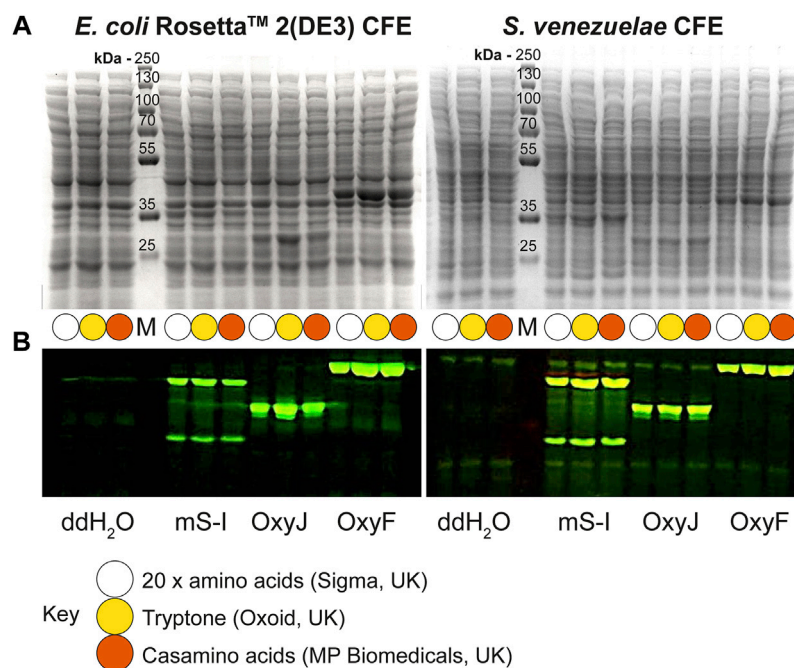 A
E. coli Rosetta™ 2(DE3) CFE
S. venezuelae CFE
kDa - 250
130
100
70
55
35
25
kDa - 250
130
100
70
55
35
25
M
M
B
ddH₂O mS-I OxyJ OxyF
ddH₂O mS-I OxyJ OxyF
Key
20 x amino acids (Sigma, UK)
Tryptone (Oxoid, UK)
Casamino acids (MP Biomedicals, UK)